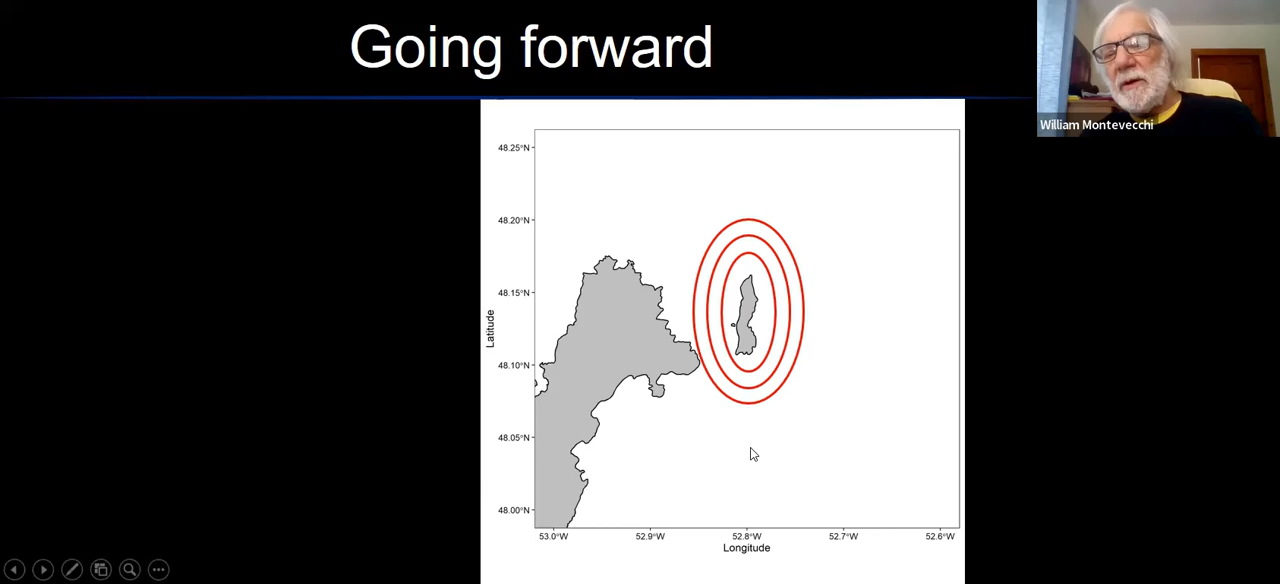 Going forward
William Montevecchi
48.25°N
48.20°N
48.15°N
48.10°N
48.05°N
48.00°N
Latitude
53.0°W 52.9°W 52.8°W 52.7°W 52.6°W
Longitude